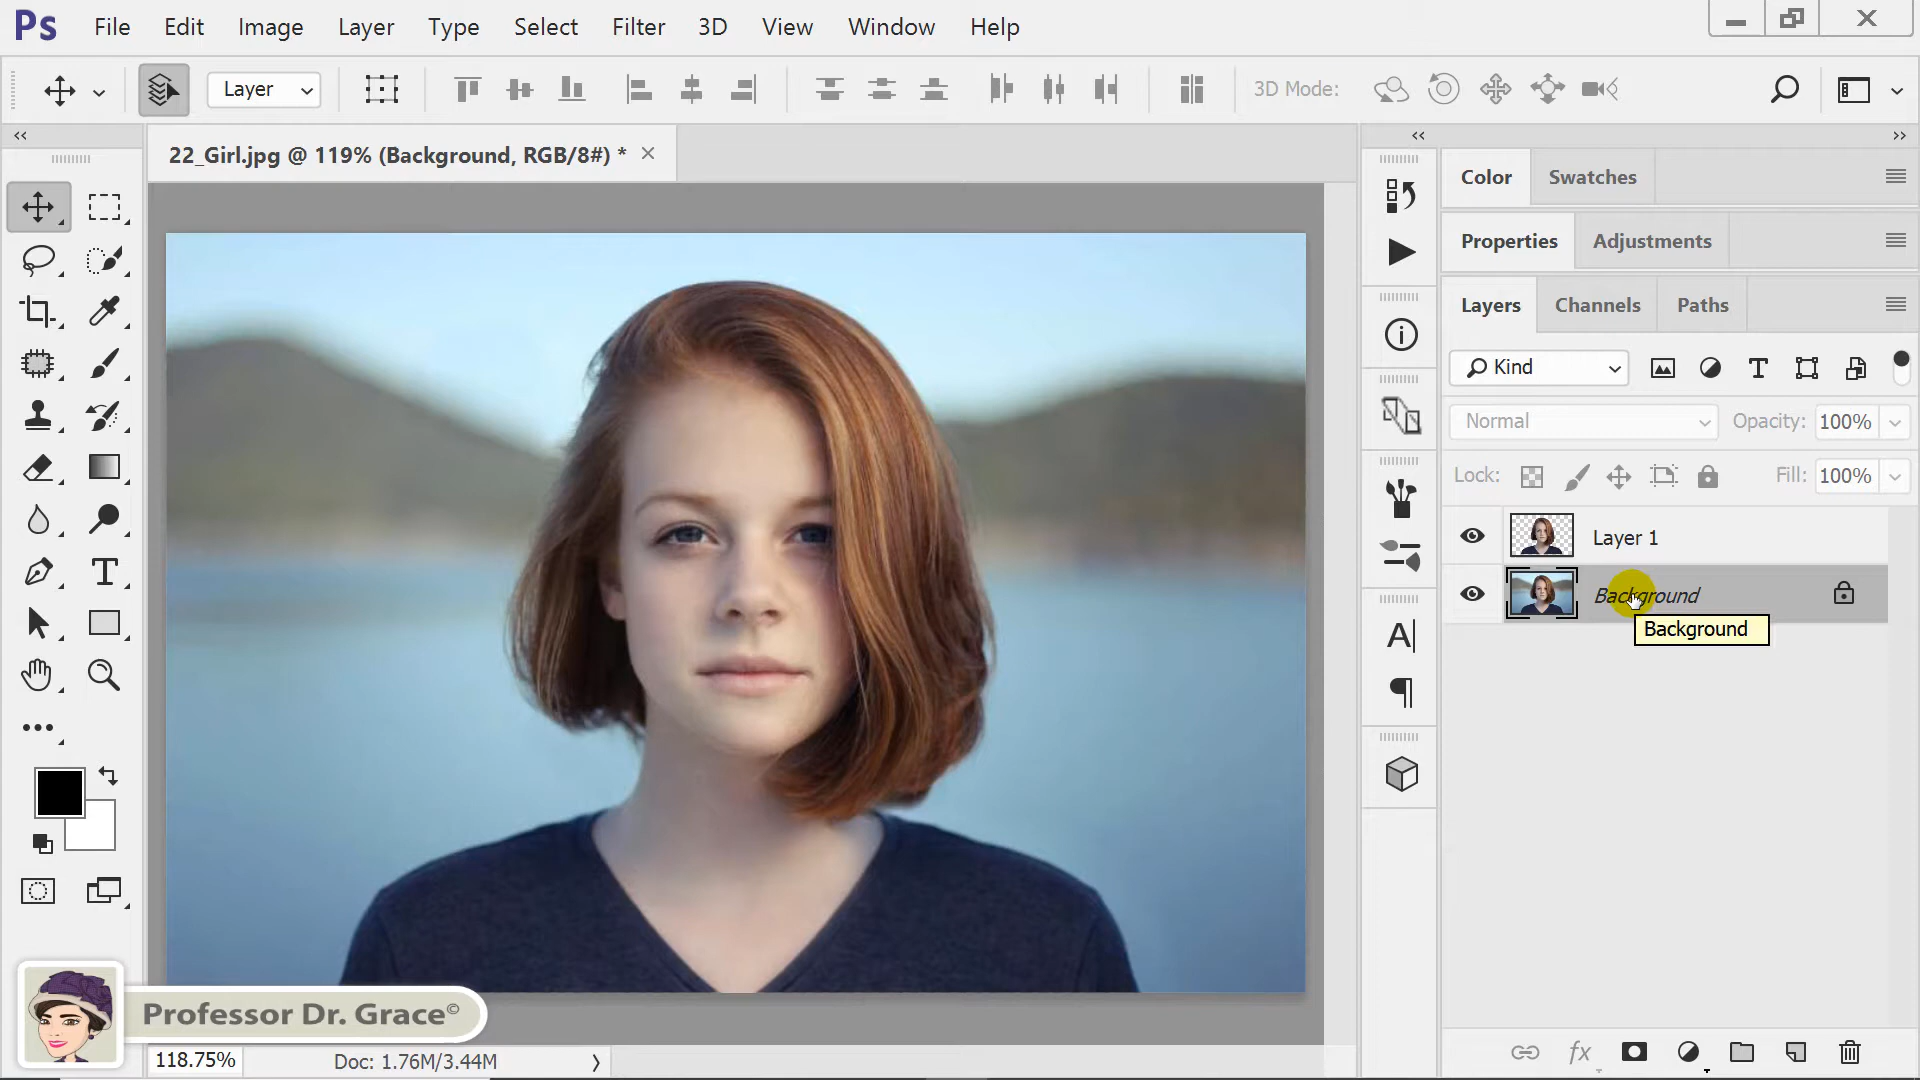 Ps File Edit Image Layer Type Select Filter 3D View Window Help
Layer 3D Mode:
22_Girl.jpg @ 119% (Background, RGB/8#) *
Color Swatches
Properties Adjustments
Layers Channels Paths
Kind
Normal Opacity: 100%
Lock: Fill: 100%
Layer 1
Background
Background
Professor Dr. Grace©
118.75% Doc: 1.76M/3.44M
fx